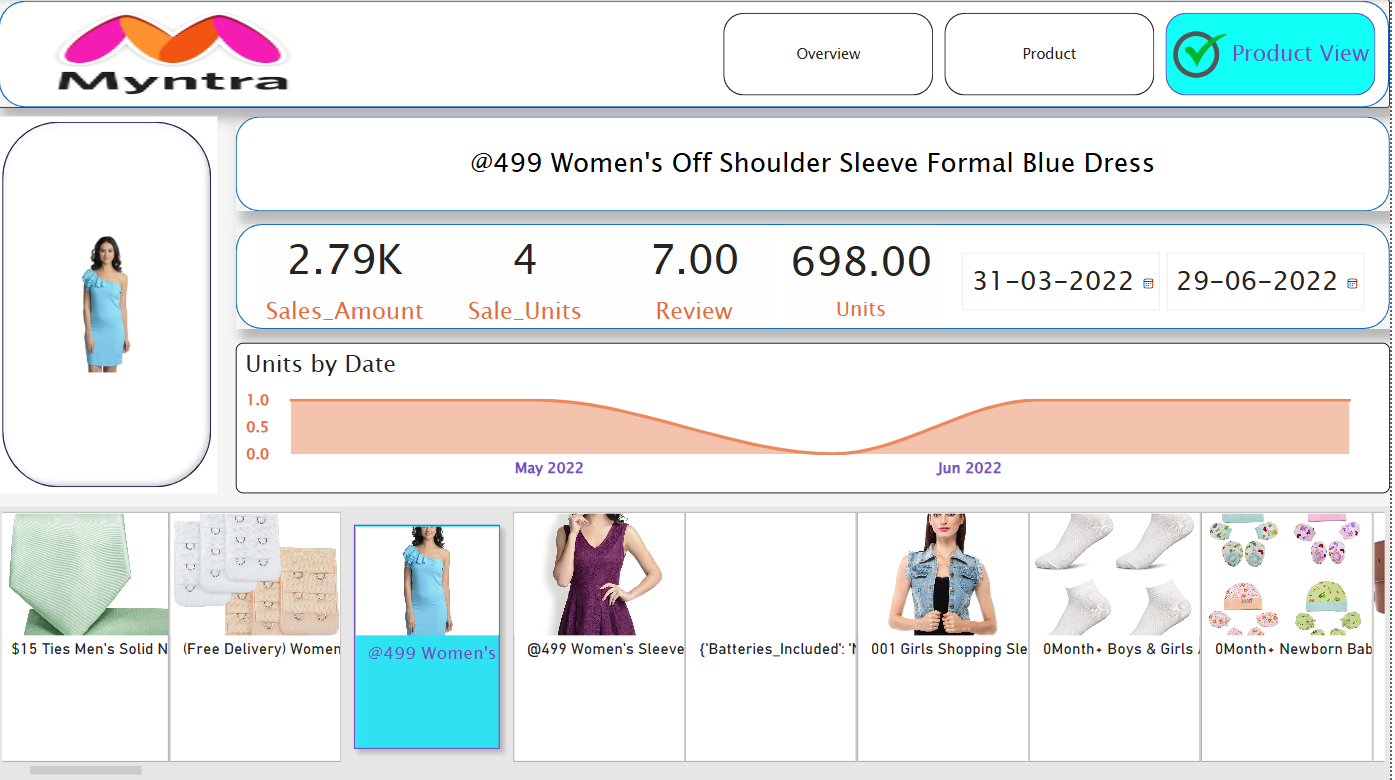 Myntra
Overview
Product
Product View
@499 Women's Off Shoulder Sleeve Formal Blue Dress
2.79K
Sales_Amount
4
Sale_Units
7.00
Review
698.00
Units
31-03-2022
29-06-2022
Units by Date
1.0
0.5
0.0
May 2022
Jun 2022
$15 Ties Men's Solid N
(Free Delivery) Women
@499 Women's
@499 Women's Sleeve
{'Batteries_Included': 'N
001 Girls Shopping Sle
0Month+ Boys & Girls
0Month+ Newborn Bab